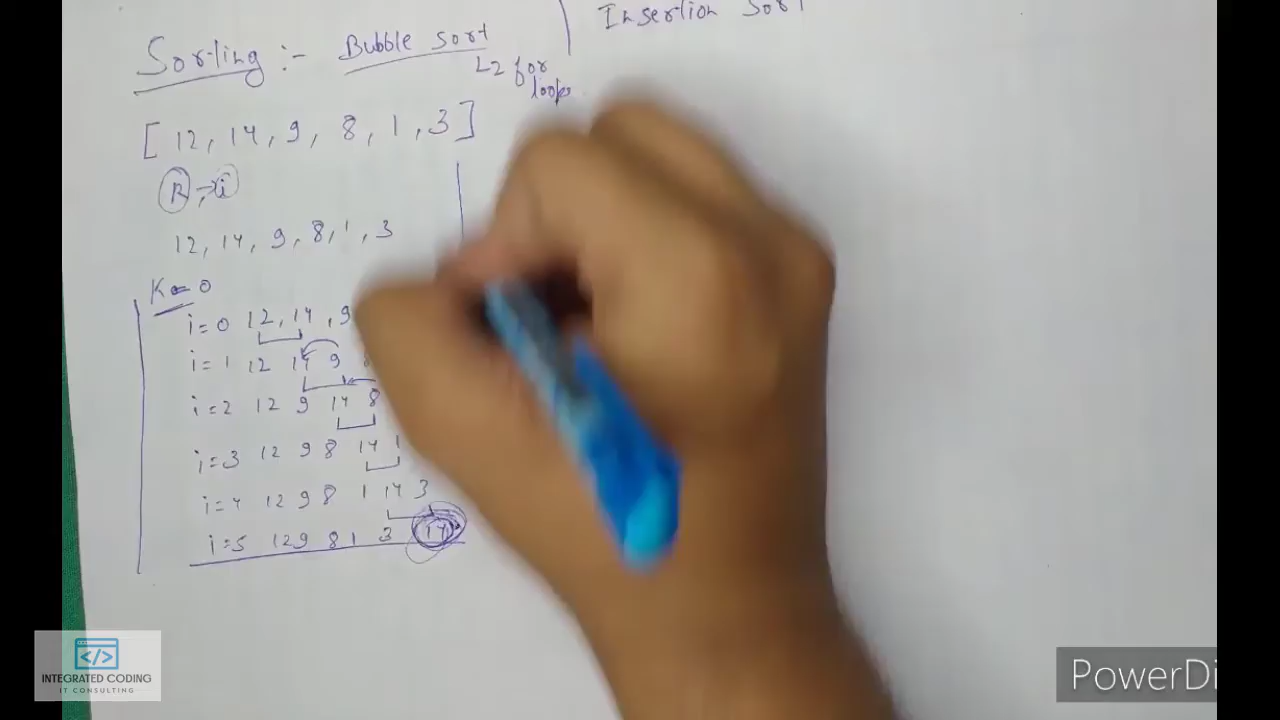 Sorting :- Bubble Sort
Insertion Sort
2 for
loops
[ 12, 14, 9, 8, 1, 3 ]
K, i
12, 14, 9, 8, 1, 3
K = 0
i = 0 12, 14, 9
i = 1 12 14 9
i = 2 12 9 14 8
i = 3 12 9 8 14 1
i = 4 12 9 8 1 14 3
i = 5 12 9 8 1 3 14
</>
INTEGRATED CODING
IT CONSULTING
PowerDi